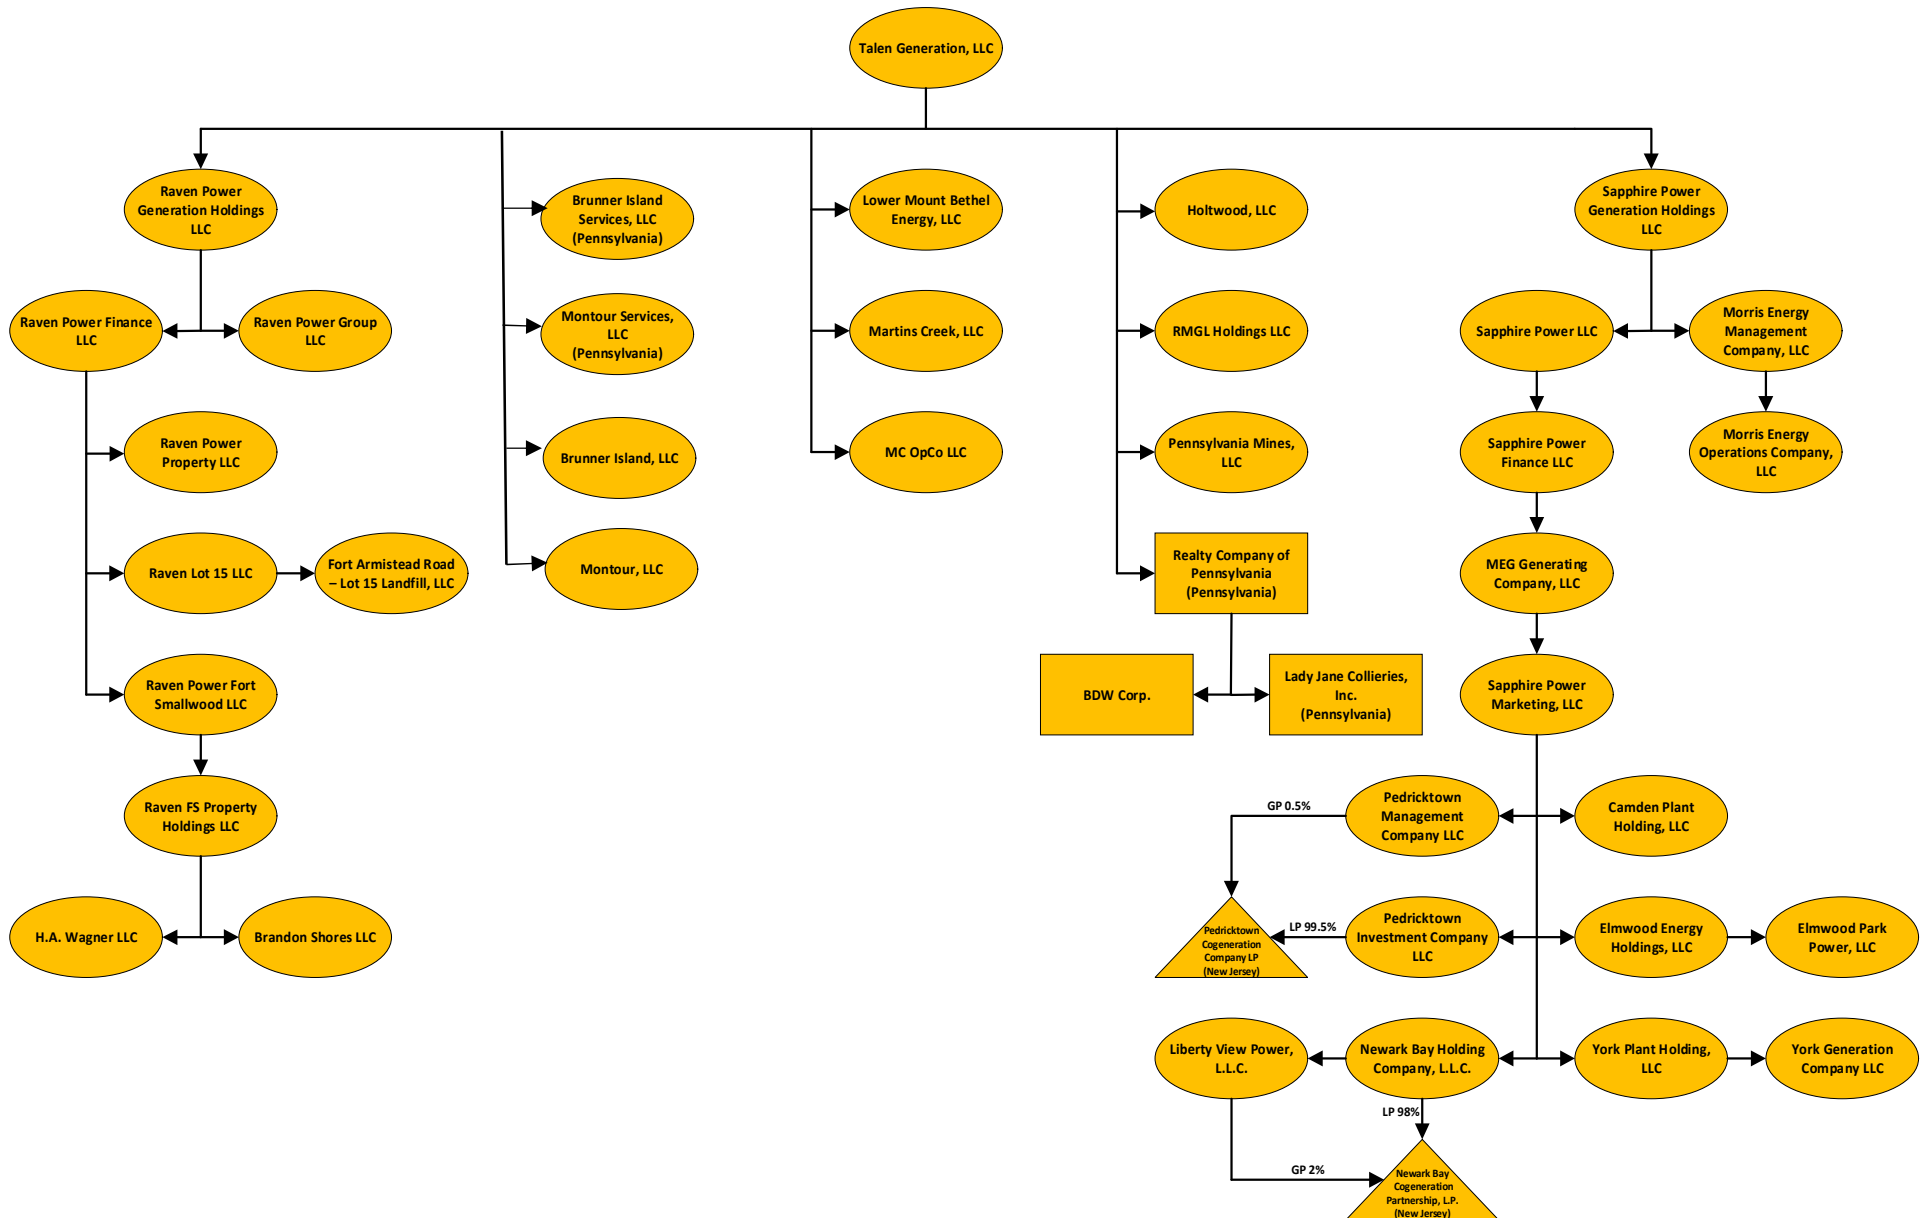 Talen Generation, LLC
Raven Power
Generation Holdings
LLC
Brunner Island
Services, LLC
(Pennsylvania)
Lower Mount Bethel
Energy, LLC
Holtwood, LLC
Sapphire Power
Generation Holdings
LLC
Raven Power Finance
LLC
Raven Power Group
LLC
Montour Services,
LLC
(Pennsylvania)
Martins Creek, LLC
RMGL Holdings LLC
Sapphire Power LLC
Morris Energy
Management
Company, LLC
Raven Power
Property LLC
Brunner Island, LLC
MC OpCo LLC
Pennsylvania Mines,
LLC
Sapphire Power
Finance LLC
Morris Energy
Operations Company,
LLC
Raven Lot 15 LLC
Fort Armistead Road
– Lot 15 Landfill, LLC
Montour, LLC
Realty Company of
Pennsylvania
(Pennsylvania)
MEG Generating
Company, LLC
Raven Power Fort
Smallwood LLC
BDW Corp.
Lady Jane Collieries,
Inc.
(Pennsylvania)
Sapphire Power
Marketing, LLC
Raven FS Property
Holdings LLC
GP 0.5%
Pedricktown
Management
Company LLC
Camden Plant
Holding, LLC
H.A. Wagner LLC
Brandon Shores LLC
Pedricktown
Cogeneration
Company LP
(New Jersey)
LP 99.5%
Pedricktown
Investment Company
LLC
Elmwood Energy
Holdings, LLC
Elmwood Park
Power, LLC
Liberty View Power,
L.L.C.
Newark Bay Holding
Company, L.L.C.
York Plant Holding,
LLC
York Generation
Company LLC
LP 98%
GP 2%
Newark Bay
Cogeneration
Partnership, L.P.
(New Jersey)